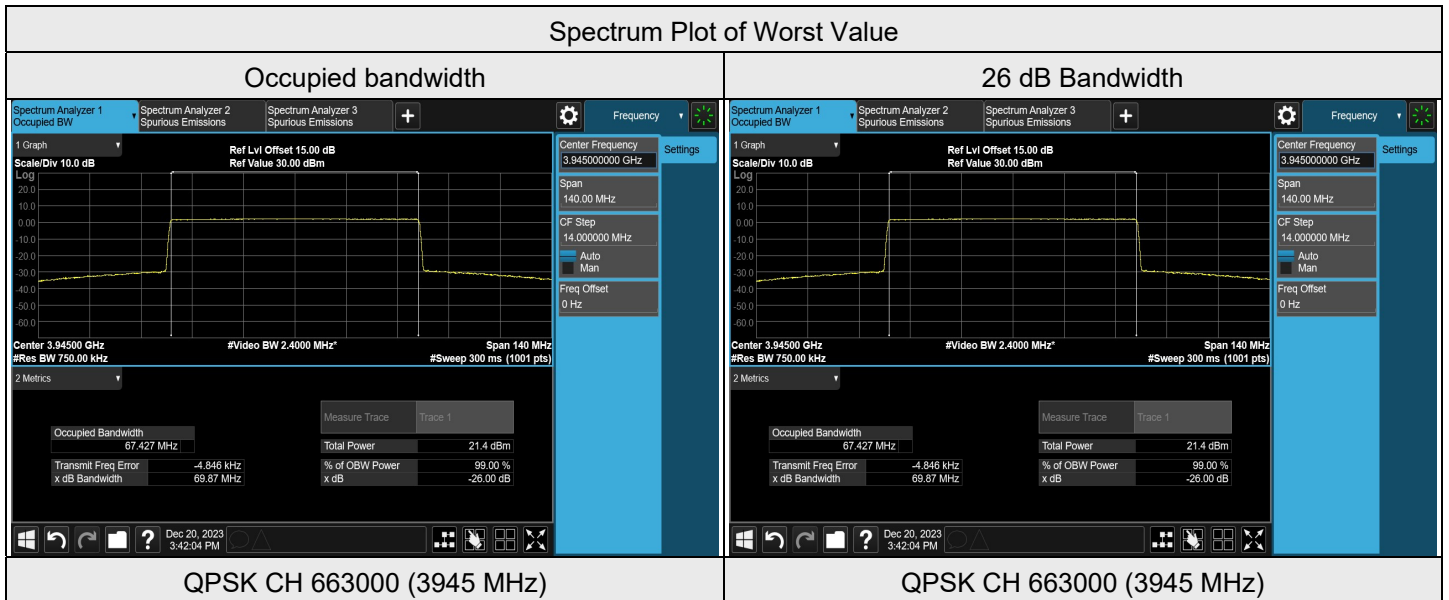 Spectrum Plot of Worst Value
Occupied bandwidth
26 dB Bandwidth
Spectrum Analyzer 1
Occupied BW
Spectrum Analyzer 2
Spurious Emissions
Spectrum Analyzer 3
Spurious Emissions
+
Frequency
1 Graph
Scale/Div 10.0 dB
Ref Lvl Offset 15.00 dB
Ref Value 30.00 dBm
Log
20.0
10.0
0.00
-10.0
-20.0
-30.0
-40.0
-50.0
-60.0
Center 3.94500 GHz
#Video BW 2.4000 MHz*
Span 140 MHz
#Res BW 750.00 kHz
#Sweep 300 ms (1001 pts)
Center Frequency
3.945000000 GHz
Settings
Span
140.00 MHz
CF Step
14.000000 MHz
Auto
Man
Freq Offset
0 Hz
2 Metrics
Measure Trace Trace 1
Occupied Bandwidth
67.427 MHz
Total Power 21.4 dBm
Transmit Freq Error -4.846 kHz
% of OBW Power 99.00 %
x dB Bandwidth 69.87 MHz
x dB -26.00 dB
?
Dec 20, 2023
3:42:04 PM
Spectrum Analyzer 1
Occupied BW
Spectrum Analyzer 2
Spurious Emissions
Spectrum Analyzer 3
Spurious Emissions
+
Frequency
1 Graph
Scale/Div 10.0 dB
Ref Lvl Offset 15.00 dB
Ref Value 30.00 dBm
Log
20.0
10.0
0.00
-10.0
-20.0
-30.0
-40.0
-50.0
-60.0
Center 3.94500 GHz
#Video BW 2.4000 MHz*
Span 140 MHz
#Res BW 750.00 kHz
#Sweep 300 ms (1001 pts)
Center Frequency
3.945000000 GHz
Settings
Span
140.00 MHz
CF Step
14.000000 MHz
Auto
Man
Freq Offset
0 Hz
2 Metrics
Measure Trace Trace 1
Occupied Bandwidth
67.427 MHz
Total Power 21.4 dBm
Transmit Freq Error -4.846 kHz
% of OBW Power 99.00 %
x dB Bandwidth 69.87 MHz
x dB -26.00 dB
?
Dec 20, 2023
3:42:04 PM
QPSK CH 663000 (3945 MHz)
QPSK CH 663000 (3945 MHz)